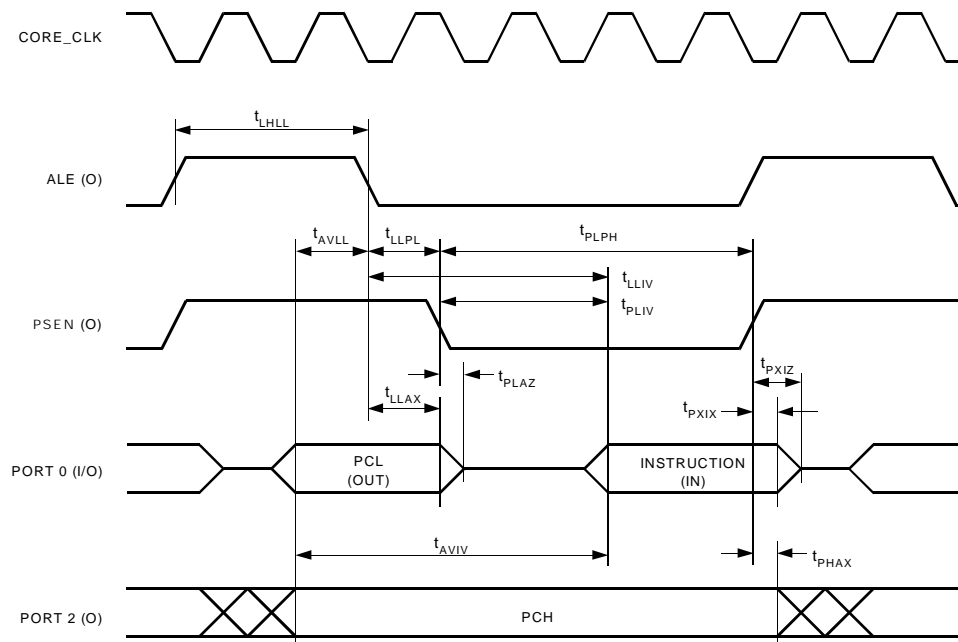 CORE_CLK
tLHLL
ALE (O)
tAVLL
tLLPL
tPLPH
tLLIV
tPLIV
PSEN (O)
tPLAZ
tPXIZ
tLLAX
tPXIX
PORT 0 (I/O)
PCL
(OUT)
INSTRUCTION
(IN)
tAVIV
tPHAX
PORT 2 (O)
PCH